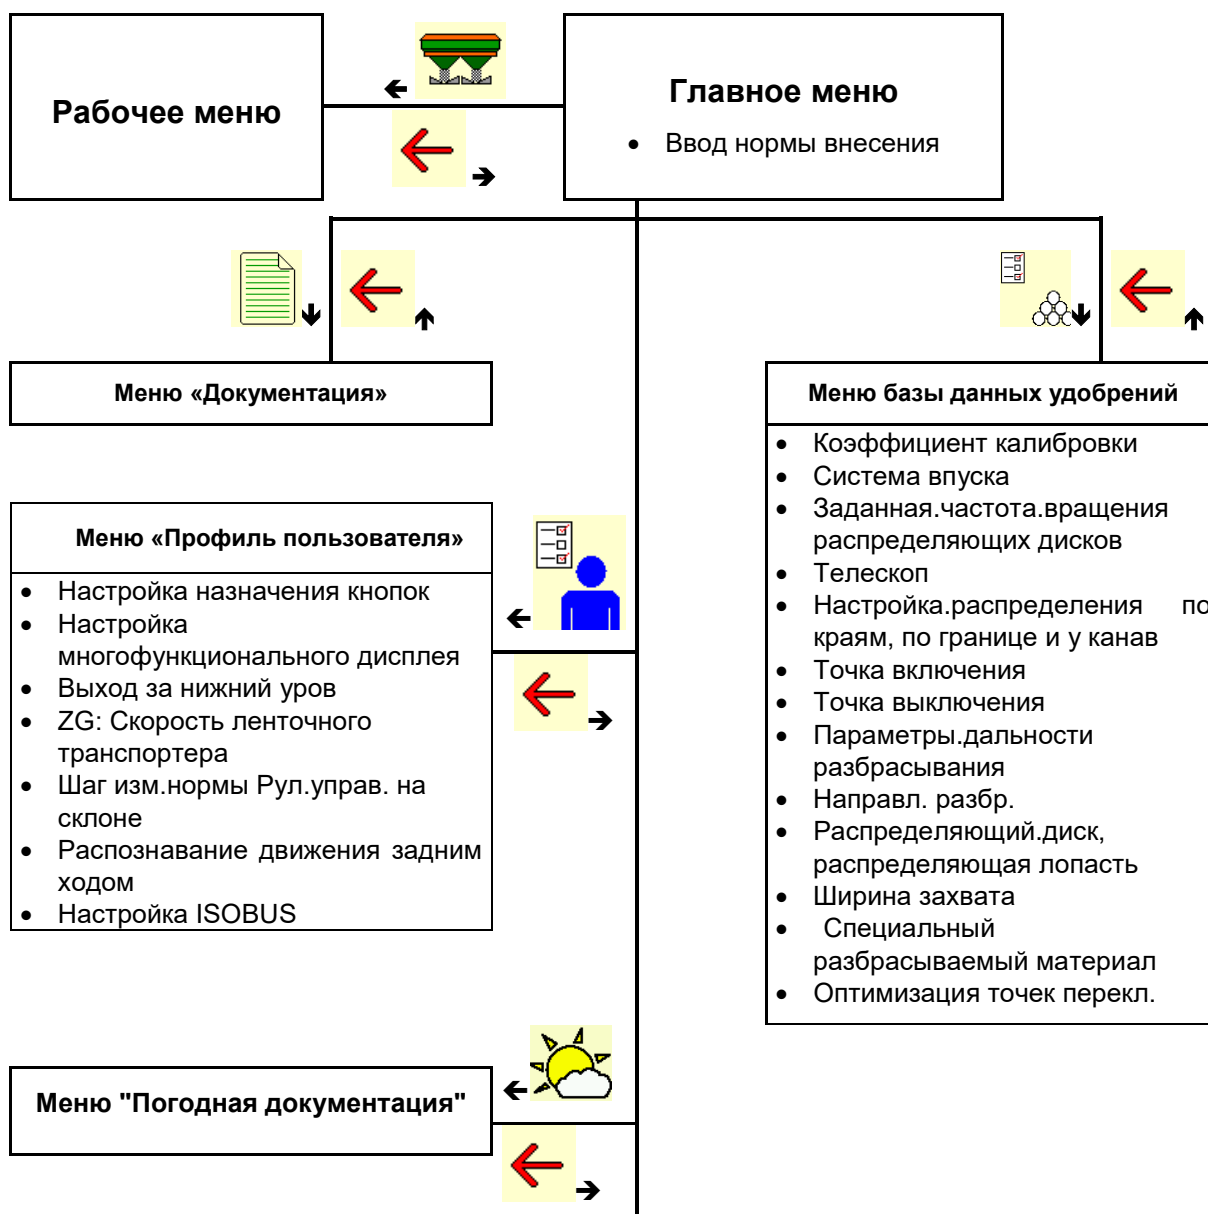 Рабочее меню
Главное меню
• Ввод нормы внесения
Меню «Документация»
Меню «Профиль пользователя»
• Настройка назначения кнопок
• Настройка
многофункционального дисплея
• Выход за нижний уров
• ZG: Скорость ленточного
транспортера
• Шаг изм.нормы Рул.управ. на
склоне
• Распознавание движения задним
ходом
• Настройка ISOBUS
Меню "Погодная документация"
Меню базы данных удобрений
• Коэффициент калибровки
• Система впуска
• Заданная.частота.вращения
распределяющих дисков
• Телескоп
• Настройка.распределения по
краям, по границе и у канав
• Точка включения
• Точка выключения
• Параметры.дальности
разбрасывания
• Направл. разбр.
• Распределяющий.диск,
распределяющая лопасть
• Ширина захвата
• Специальный
разбрасываемый материал
• Оптимизация точек перекл.